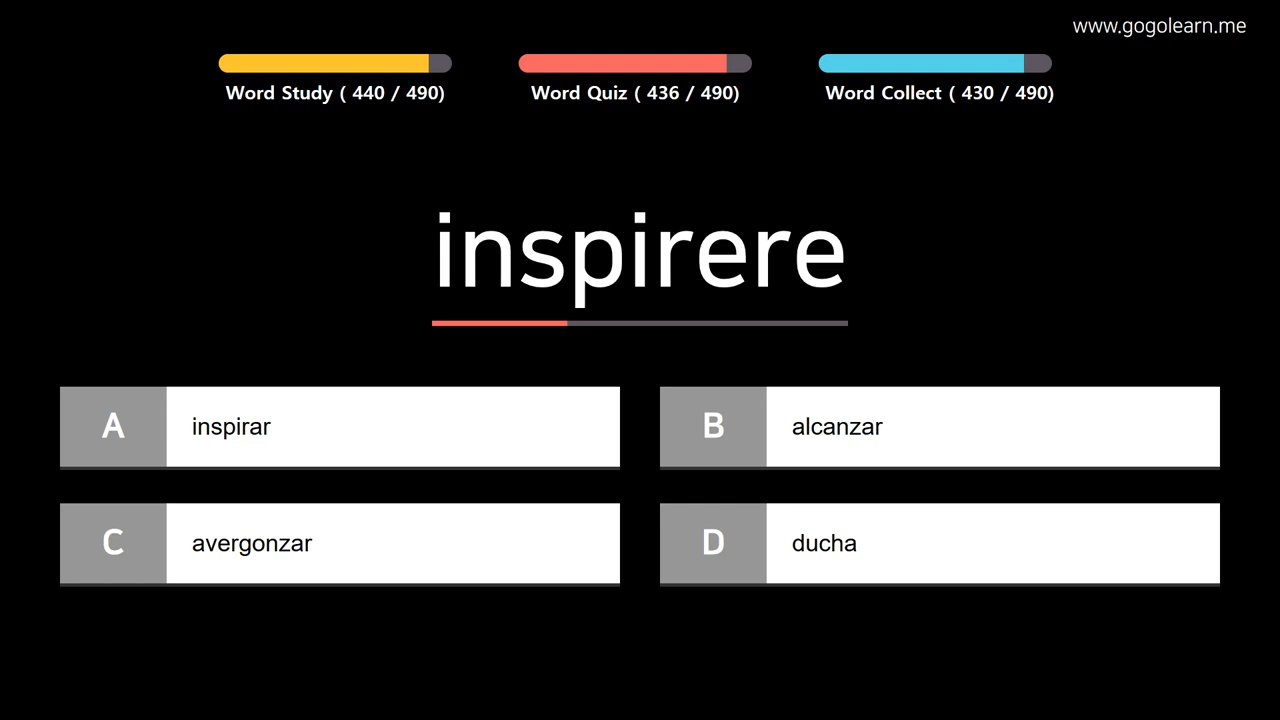 www.gogolearn.me
Word Study ( 440 / 490)
Word Quiz ( 436 / 490)
Word Collect ( 430 / 490)
inspirere
A inspirar
B alcanzar
C avergonzar
D ducha